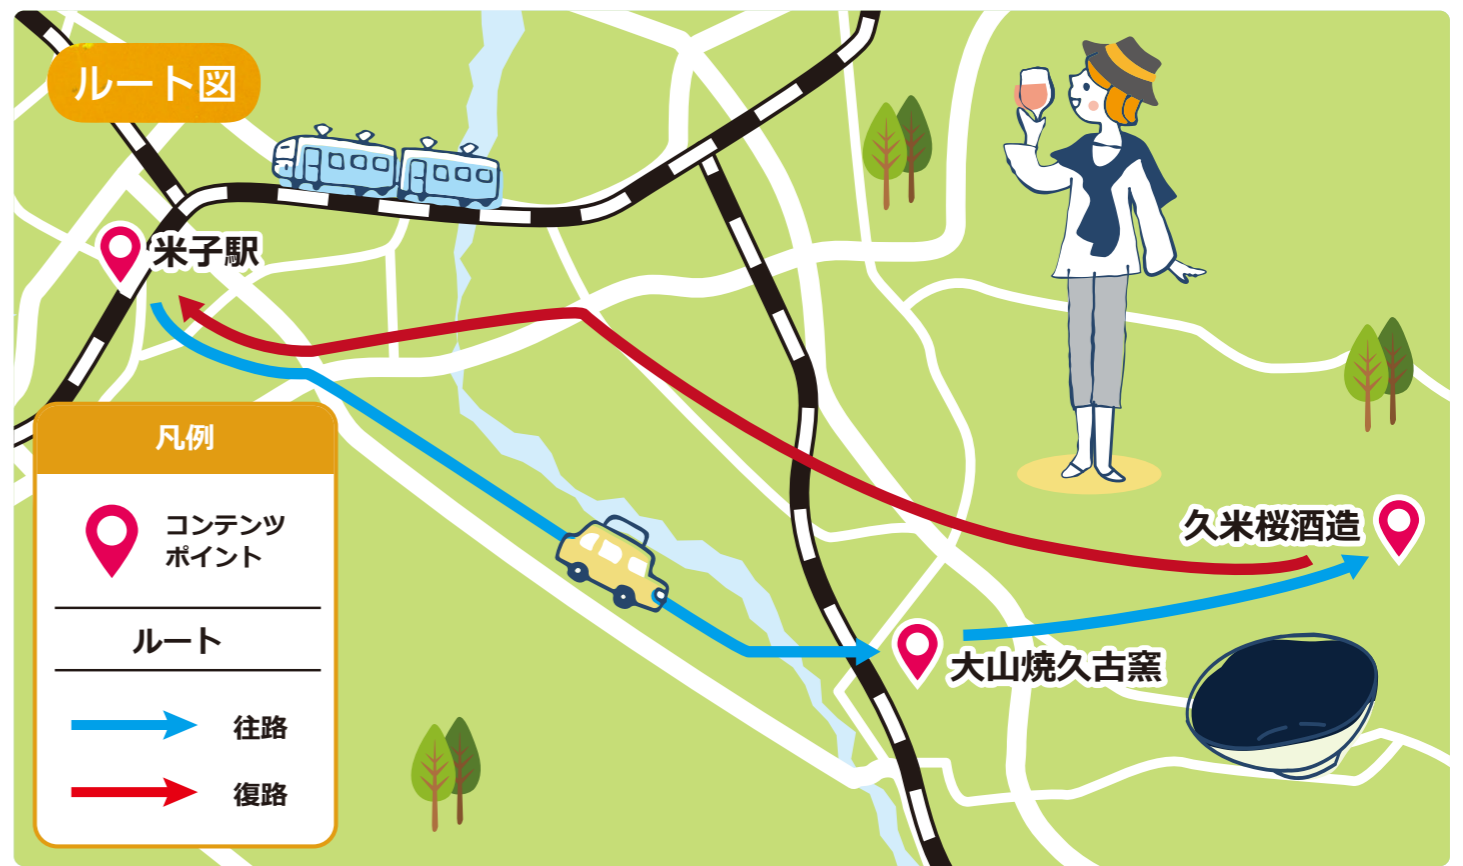 ルート図
米子駅
久米桜酒造
大山焼久古窯
凡例
コンテンツ
ポイント
ルート
往路
復路